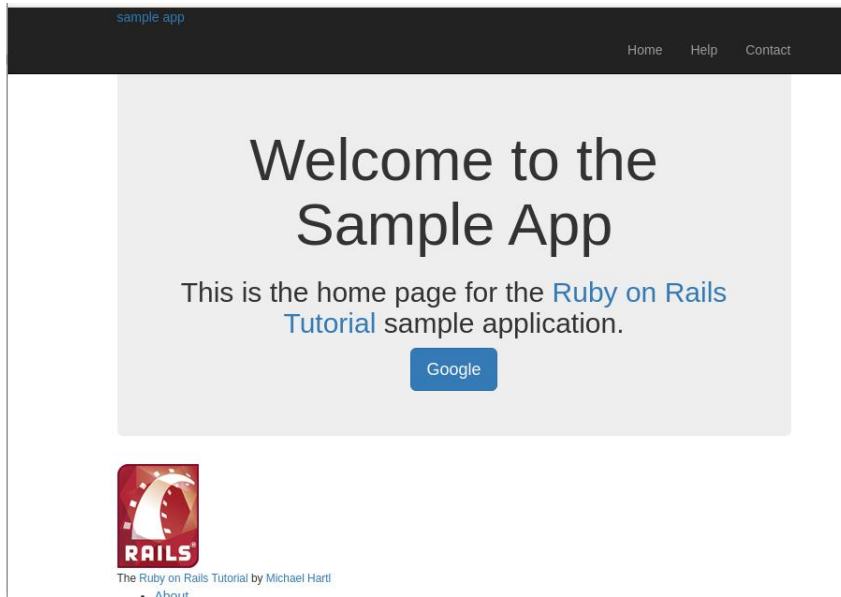 sample app
Home Help Contact
Welcome to the
Sample App
This is the home page for the Ruby on Rails
Tutorial sample application.
Google
RAILS®
The Ruby on Rails Tutorial by Michael Hartl
About